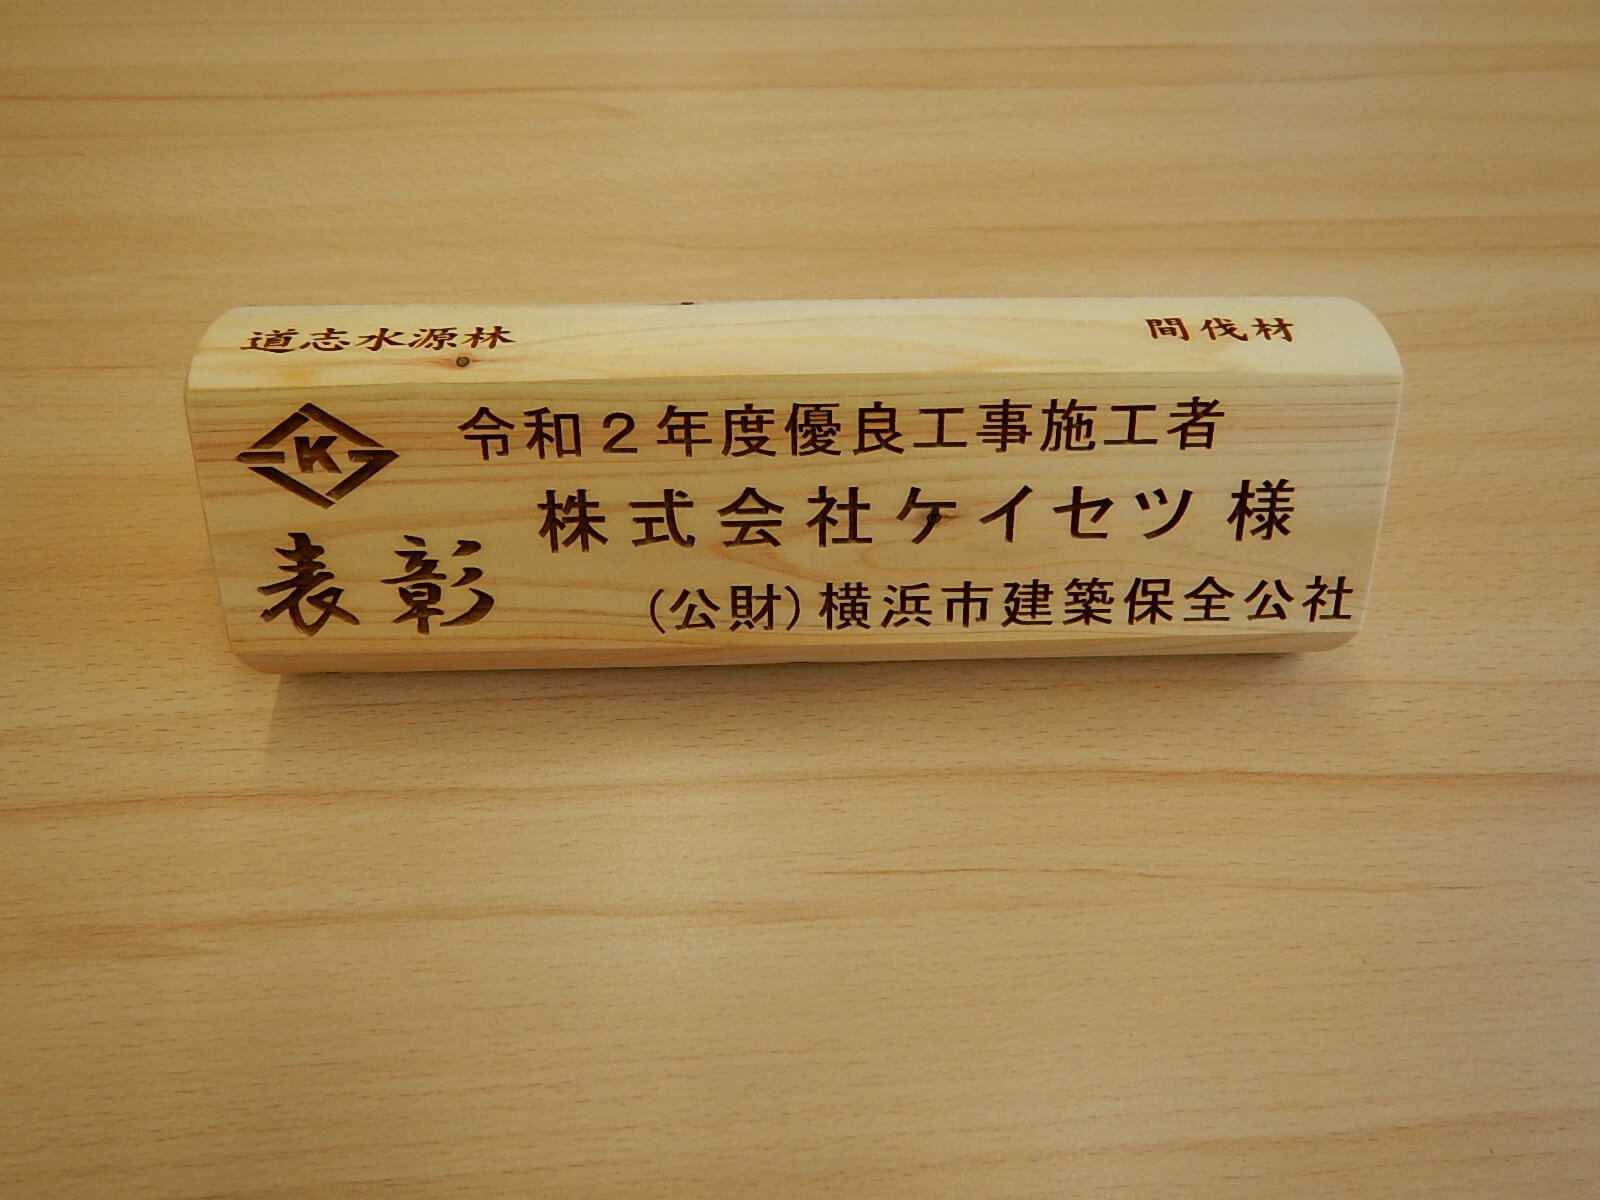 道志水源林
間伐材
K
令和2年度優良工事施工者
株式会社ケイセツ 様
表彰
(公財)横浜市建築保全公社